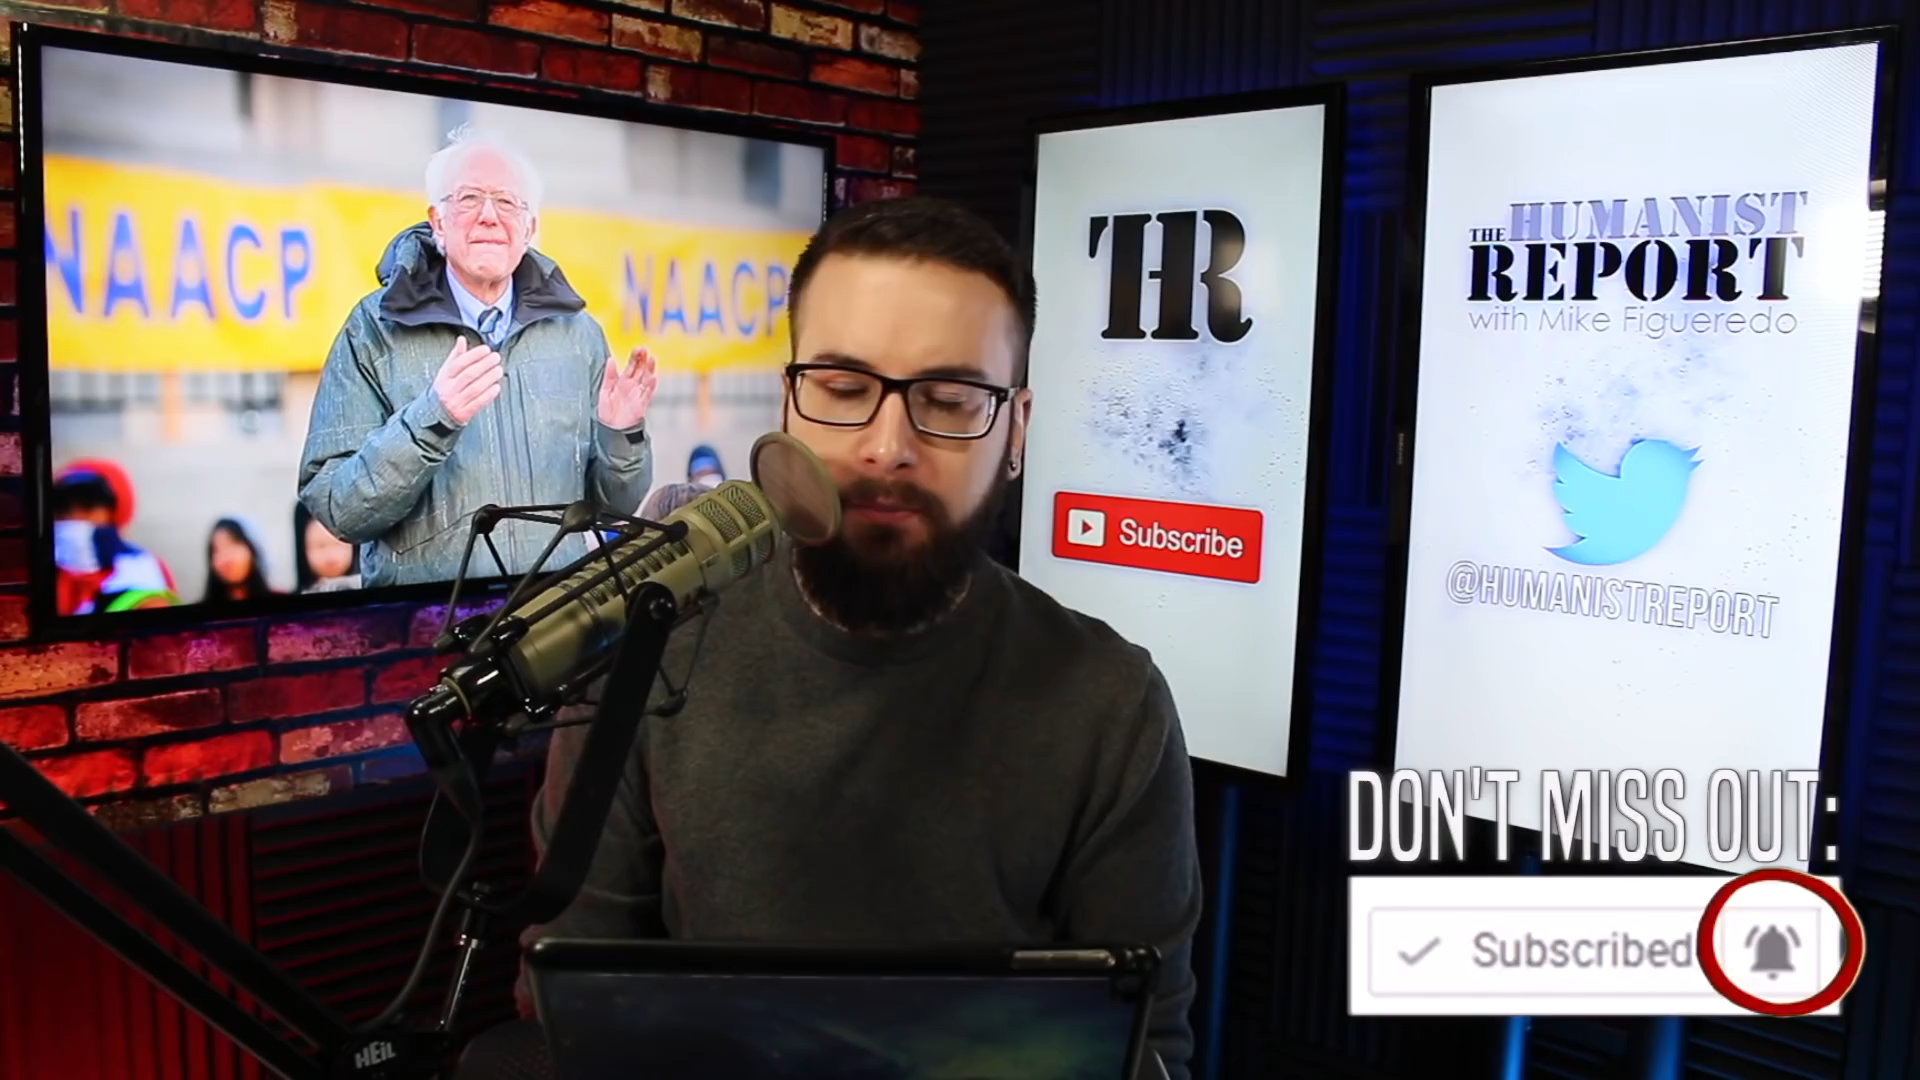 NAACP
NAACP
THR
Subscribe
THE HUMANIST
REPORT
with Mike Figueredo
@HUMANISTREPORT
DON'T MISS OUT:
Subscribed
HEiL